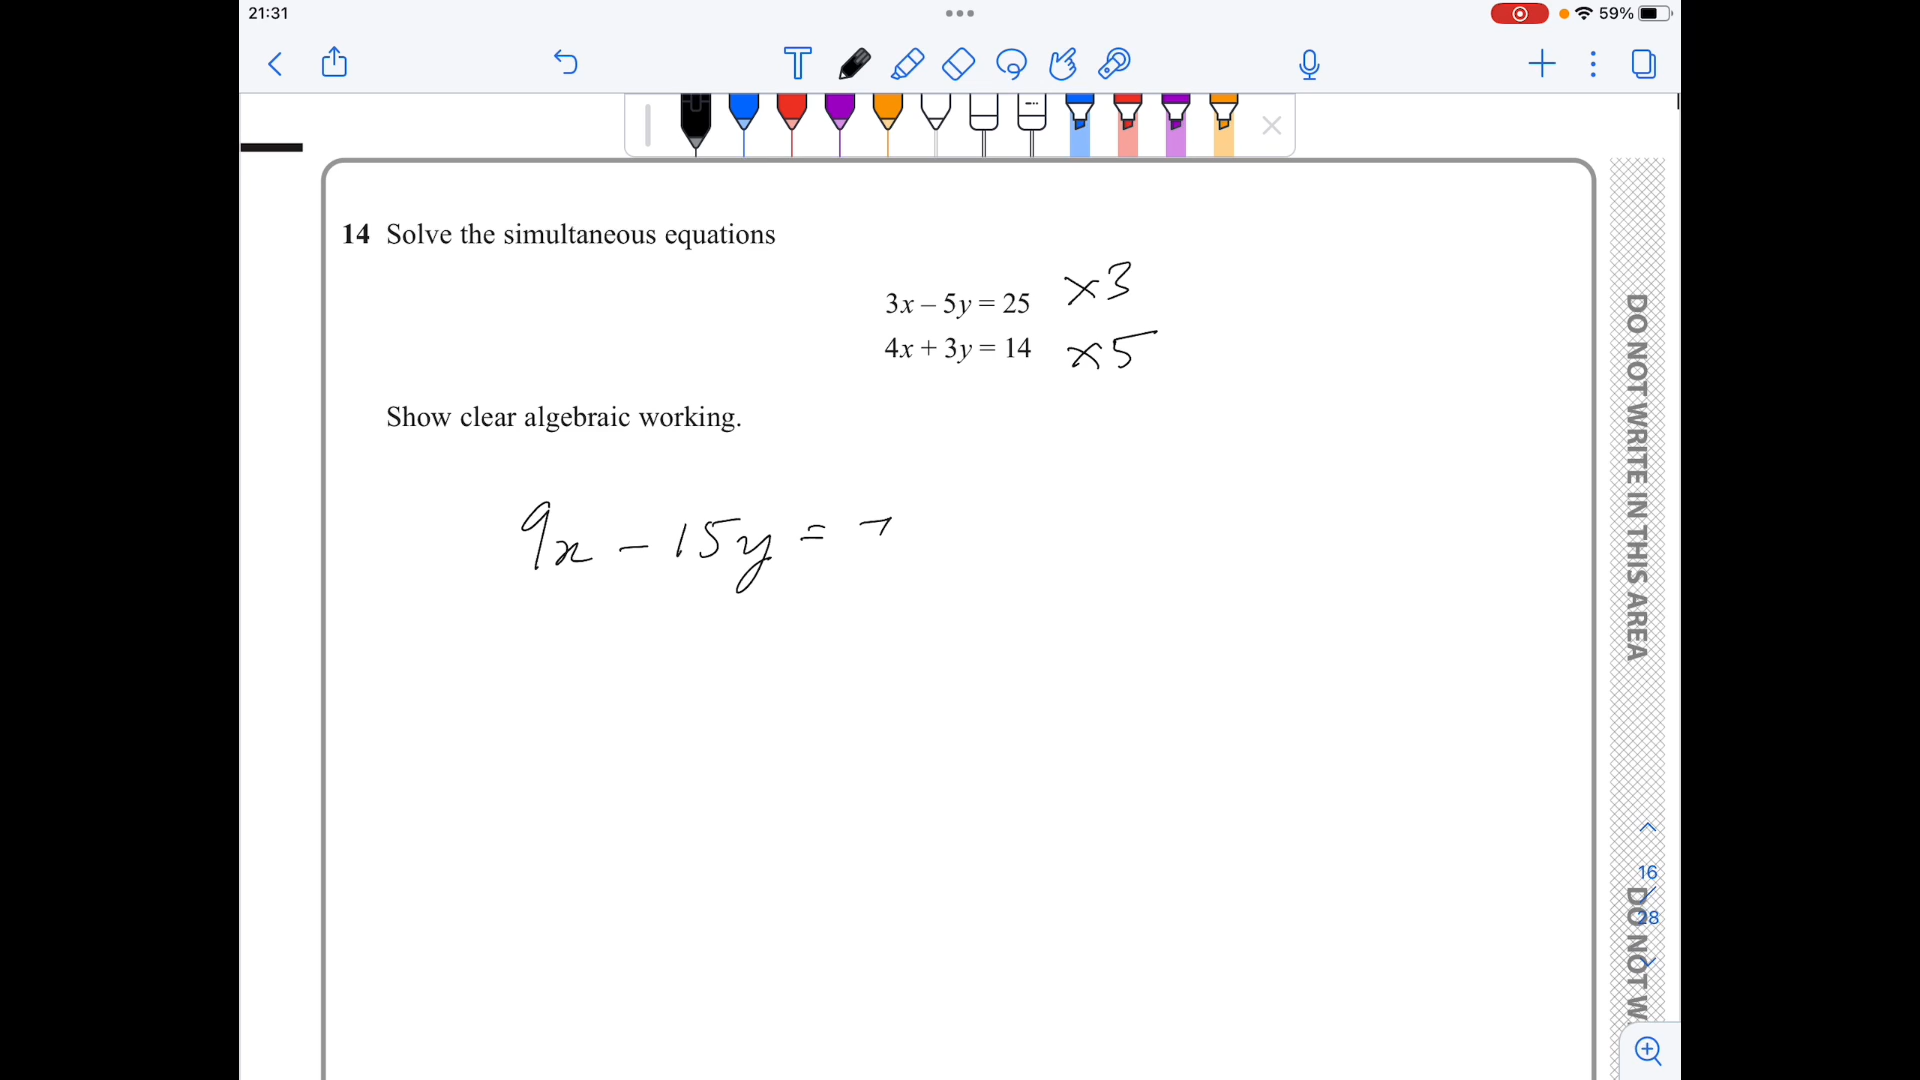 21:31
59%
T
14 Solve the simultaneous equations
3x – 5y = 25 ×3
4x + 3y = 14 ×5
Show clear algebraic working.
9x - 15y =
DO NOT WRITE IN THIS AREA
16
28
DO NOT W